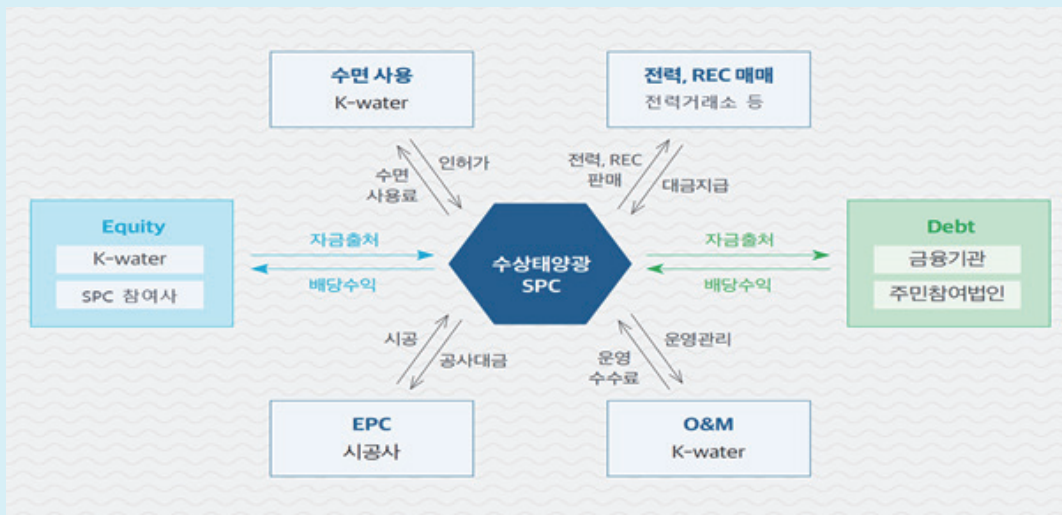 수면 사용
K-water
전력, REC 매매
전력거래소 등
수면
사용료
인허가
전력, REC
판매
대금지급
Equity
K-water
SPC 참여사
자금출처
배당수익
수상태양광
SPC
자금출처
배당수익
Debt
금융기관
주민참여법인
시공
공사대금
운영
수수료
운영관리
EPC
시공사
O&M
K-water